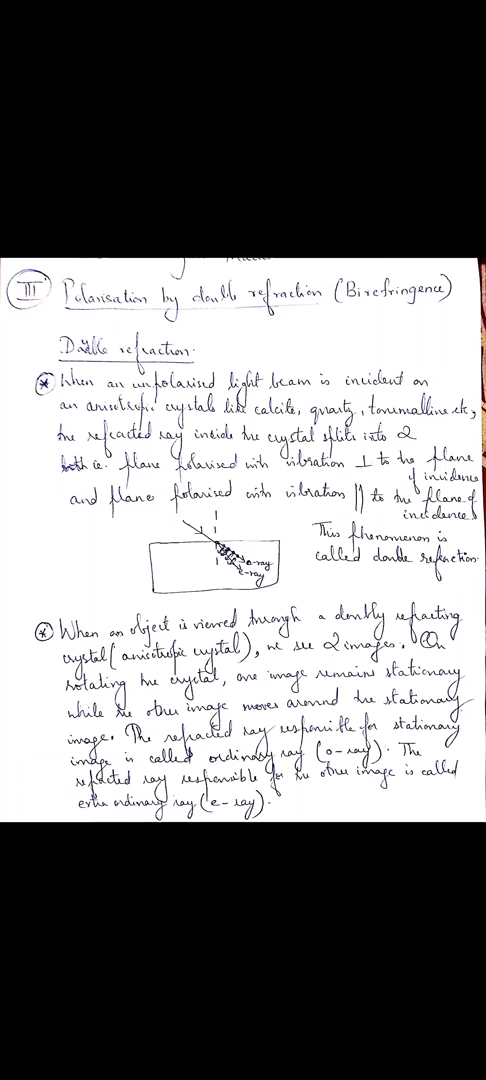 III
Polarisation by double refraction (Birefringence)
Double refraction.
When an unpolarised light beam is incident on
an anisotropic crystals like calcite, quartz, tourmalline etc,
the refracted ray inside the crystal splits into 2
ie. plane polarised with vibration ⊥ to the plane
of incidence
and plane polarised with vibration || to the plane of
incidence.
This phenomenon is
called double refraction.
o-ray
e-ray
When an object is viewed through a doubly refracting
crystal (anisotropic crystal), we see 2 images. On
rotating the crystal, one image remains stationary
while the other image moves around the stationary
image. The refracted ray responsible for stationary
image is called ordinary ray (o-ray). The
refracted ray responsible for the other image is called
extra ordinary ray (e-ray).